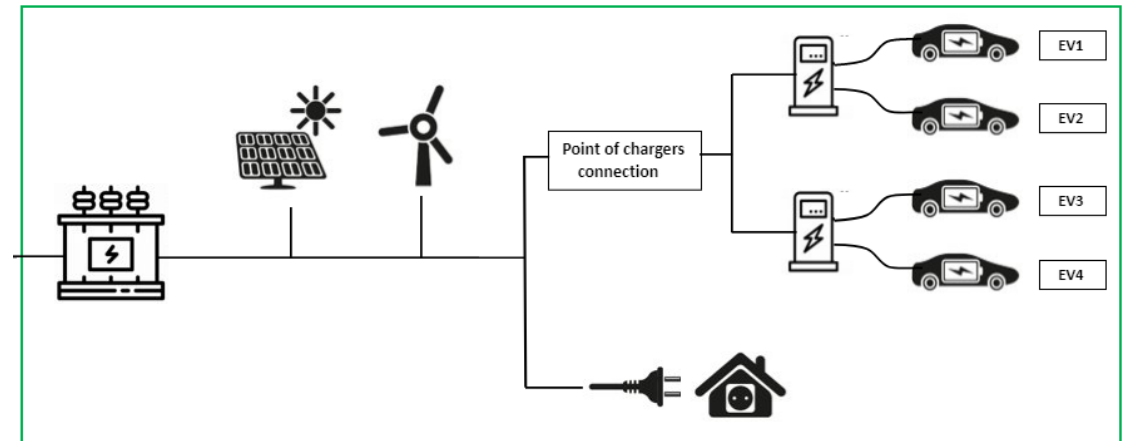 EV1
EV2
Point of chargers
connection
EV3
EV4